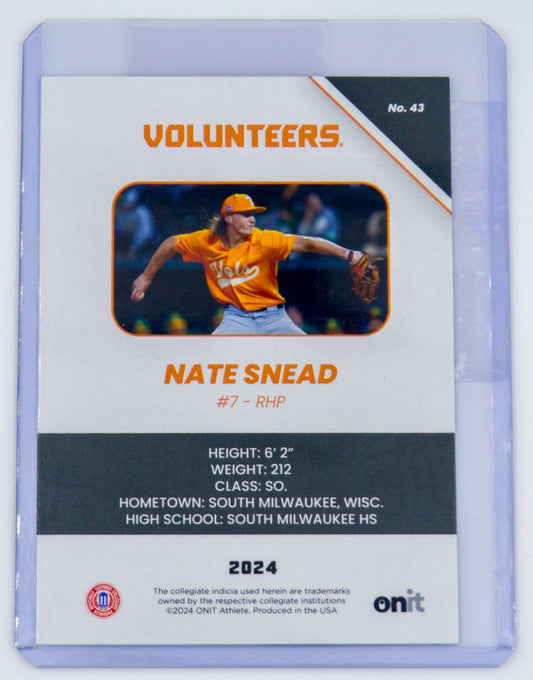 No. 43
VOLUNTEERS®
Vols
NATE SNEAD
#7 - RHP
HEIGHT: 6' 2"
WEIGHT: 212
CLASS: SO.
HOMETOWN: SOUTH MILWAUKEE, WISC.
HIGH SCHOOL: SOUTH MILWAUKEE HS
2024
The collegiate indicia used herein are trademarks
owned by the respective collegiate institutions
©2024 ONIT Athlete. Produced in the USA
onit